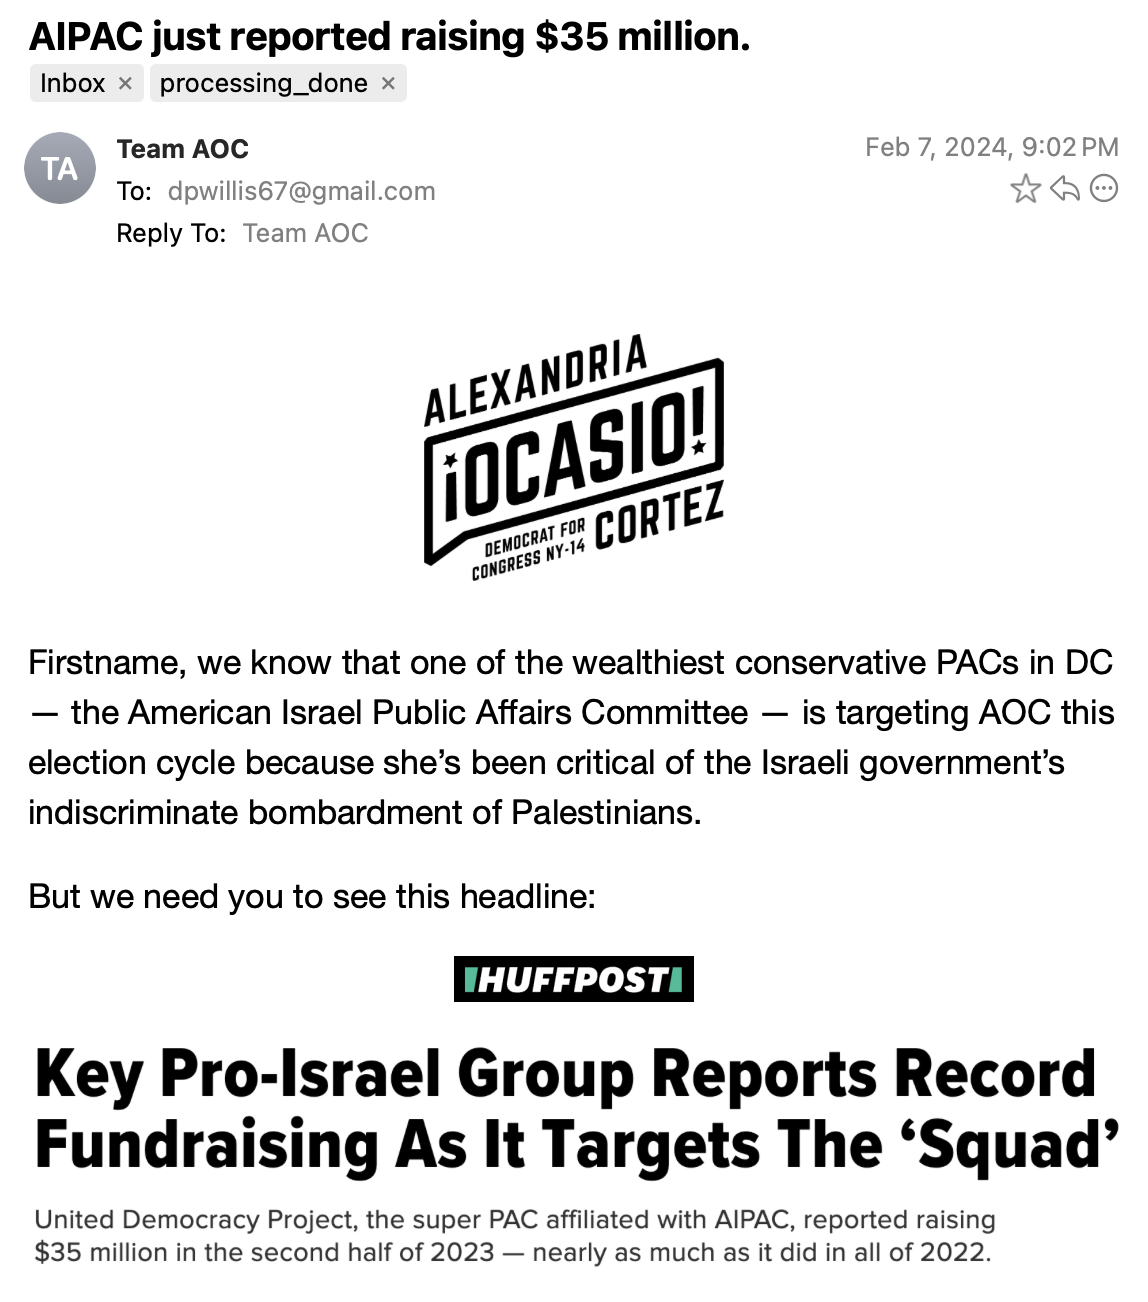 AIPAC just reported raising $35 million.
Inbox × processing_done ×
TA
Team AOC
Feb 7, 2024, 9:02 PM
To: dpwillis67@gmail.com
Reply To: Team AOC
ALEXANDRIA
¡OCASIO!
DEMOCRAT FOR
CONGRESS NY-14
CORTEZ
Firstname, we know that one of the wealthiest conservative PACs in DC
— the American Israel Public Affairs Committee — is targeting AOC this
election cycle because she’s been critical of the Israeli government’s
indiscriminate bombardment of Palestinians.
But we need you to see this headline:
HUFFPOST
Key Pro-Israel Group Reports Record
Fundraising As It Targets The ‘Squad’
United Democracy Project, the super PAC affiliated with AIPAC, reported raising
$35 million in the second half of 2023 — nearly as much as it did in all of 2022.